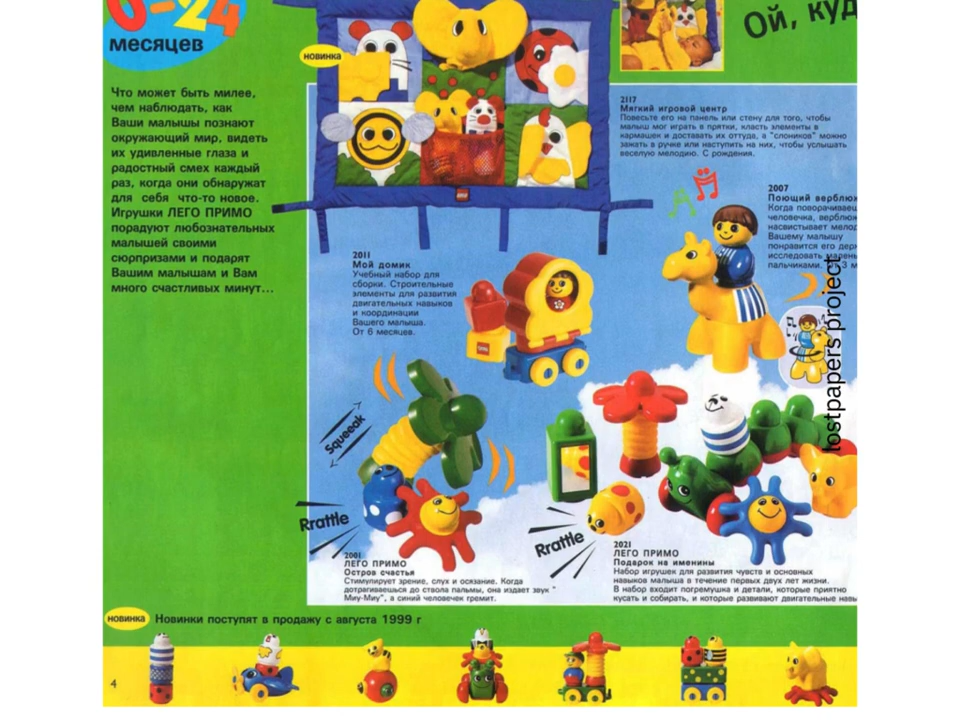 0-24
месяцев
Ой, куд
новинка
Что может быть милее,
чем наблюдать, как
Ваши малышы познают
окружающий мир, видеть
их удивленные глаза и
радостный смех каждый
раз, когда они обнаружат
для себя что-то новое.
Игрушки ЛЕГО ПРИМО
порадуют любознательных
малышей своими
сюрпризами и подарят
Вашим малышам и Вам
много счастливых минут...
2117
Мягкий игровой центр
Повесьте его на панель или стену для того, чтобы
малыш мог играть в прятки, класть элементы в
кармашек и доставать их оттуда, а "слоников" можно
зажать в ручке или наступить на них, чтобы услышать
веселую мелодию. С рождения.
2007
Поющий верблюж
Когда поворачивает
человечка, верблюж
насвистывает мелод
Вашему малышу
понравится его дер
исследовать маленькими
пальчиками. 3 м
2011
Мой домик
Учебный набор для
сборки. Строительные
элементы для развития
двигательных навыков
и координации
Вашего малыша.
От 6 месяцев.
Squeeak
Rrattle
Rrattle
2001
ЛЕГО ПРИМО
Остров счастья
Стимулирует зрение, слух и осязание. Когда
дотрагиваешься до ствола пальмы, она издает звук "
Миу-Миу", а синий человечек гремит.
2021
ЛЕГО ПРИМО
Подарок на именины
Набор игрушек для развития чувств и основных
навыков малыша в течение первых двух лет жизни.
В набор входит погремушка и детали, которые приятно
кусать и собирать, и которые развивают двигательные навы
lostpapers project
новинка Новинки поступят в продажу с августа 1999 г
4